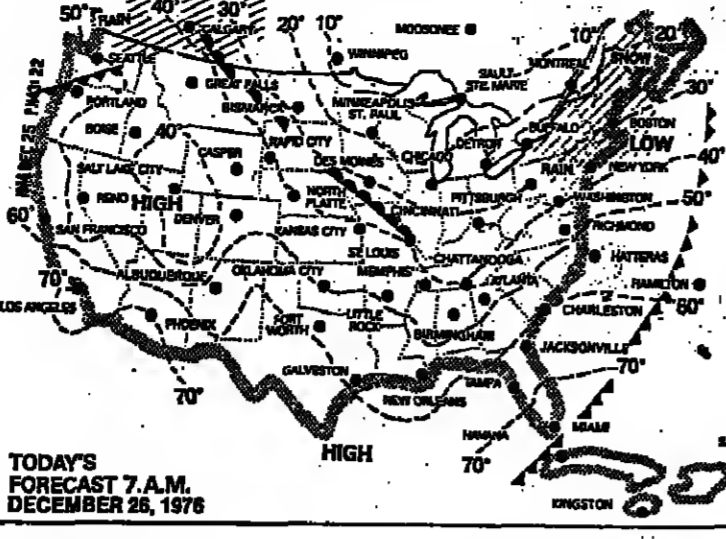 50° RAIN 40° 30° 20° 10° MOOSONEE 10° 20°
CALGARY
WINNIPEG
SEATTLE
SAULT STE. MARIE
MONTREAL
SNOW
GREAT FALLS
30°
PORTLAND
BISMARCK
MINNEAPOLIS
ST. PAUL
BOSTON
BOISE
40°
RAPID CITY
DETROIT
BUFFALO
LOW
CASPER
DES MOINES
CHICAGO
RAIN
NEW YORK
40°
SALT LAKE CITY
RENO
HIGH
NORTH
PLATTE
PITTSBURGH
WASHINGTON
50°
60°
DENVER
CINCINNATI
SAN FRANCISCO
KANSAS CITY
RICHMOND
ST. LOUIS
CHATTANOOGA
HATTERAS
70°
ALBUQUERQUE
OKLAHOMA CITY
MEMPHIS
ATLANTA
HAMILTON
LOS ANGELES
60°
PHOENIX
FORT
WORTH
LITTLE
ROCK
BIRMINGHAM
CHARLESTON
JACKSONVILLE
GALVESTON
70°
70°
NEW ORLEANS
TAMPA
MIAMI
HAVANA
HIGH
70°
TODAY'S
FORECAST 7.A.M.
DECEMBER 26, 1976
KINGSTON